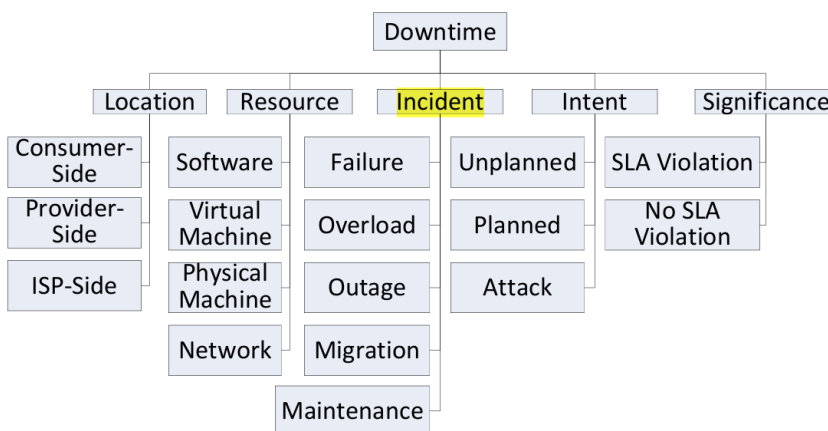 Downtime
Location
Resource
Incident
Intent
Significance
Consumer-
Side
Provider-
Side
ISP-Side
Software
Virtual
Machine
Physical
Machine
Network
Failure
Overload
Outage
Migration
Maintenance
Unplanned
Planned
Attack
SLA Violation
No SLA
Violation